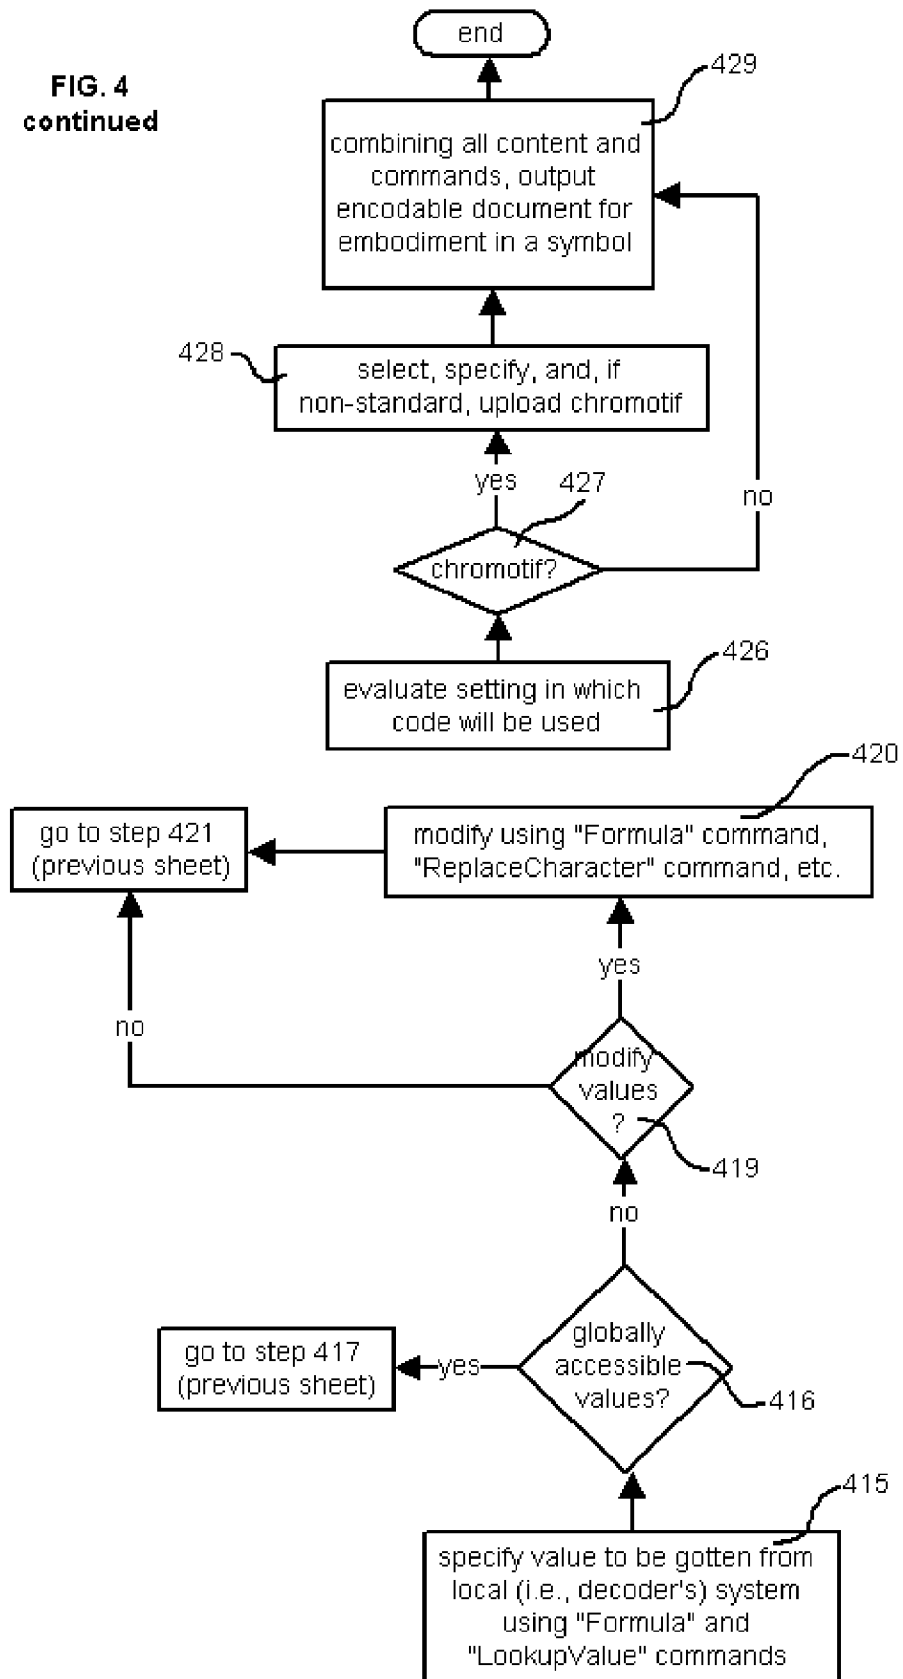 end
FIG. 4
continued
429
combining all content and
commands, output
encodable document for
embodiment in a symbol
428
select, specify, and, if
non-standard, upload chromotif
yes
427
no
chromotif?
426
evaluate setting in which
code will be used
420
go to step 421
(previous sheet)
modify using "Formula" command,
"ReplaceCharacter" command, etc.
yes
no
modify
values
?
419
no
globally
accessible
values?
go to step 417
(previous sheet)
yes
416
415
specify value to be gotten from
local (i.e., decoder's) system
using "Formula" and
"LookupValue" commands